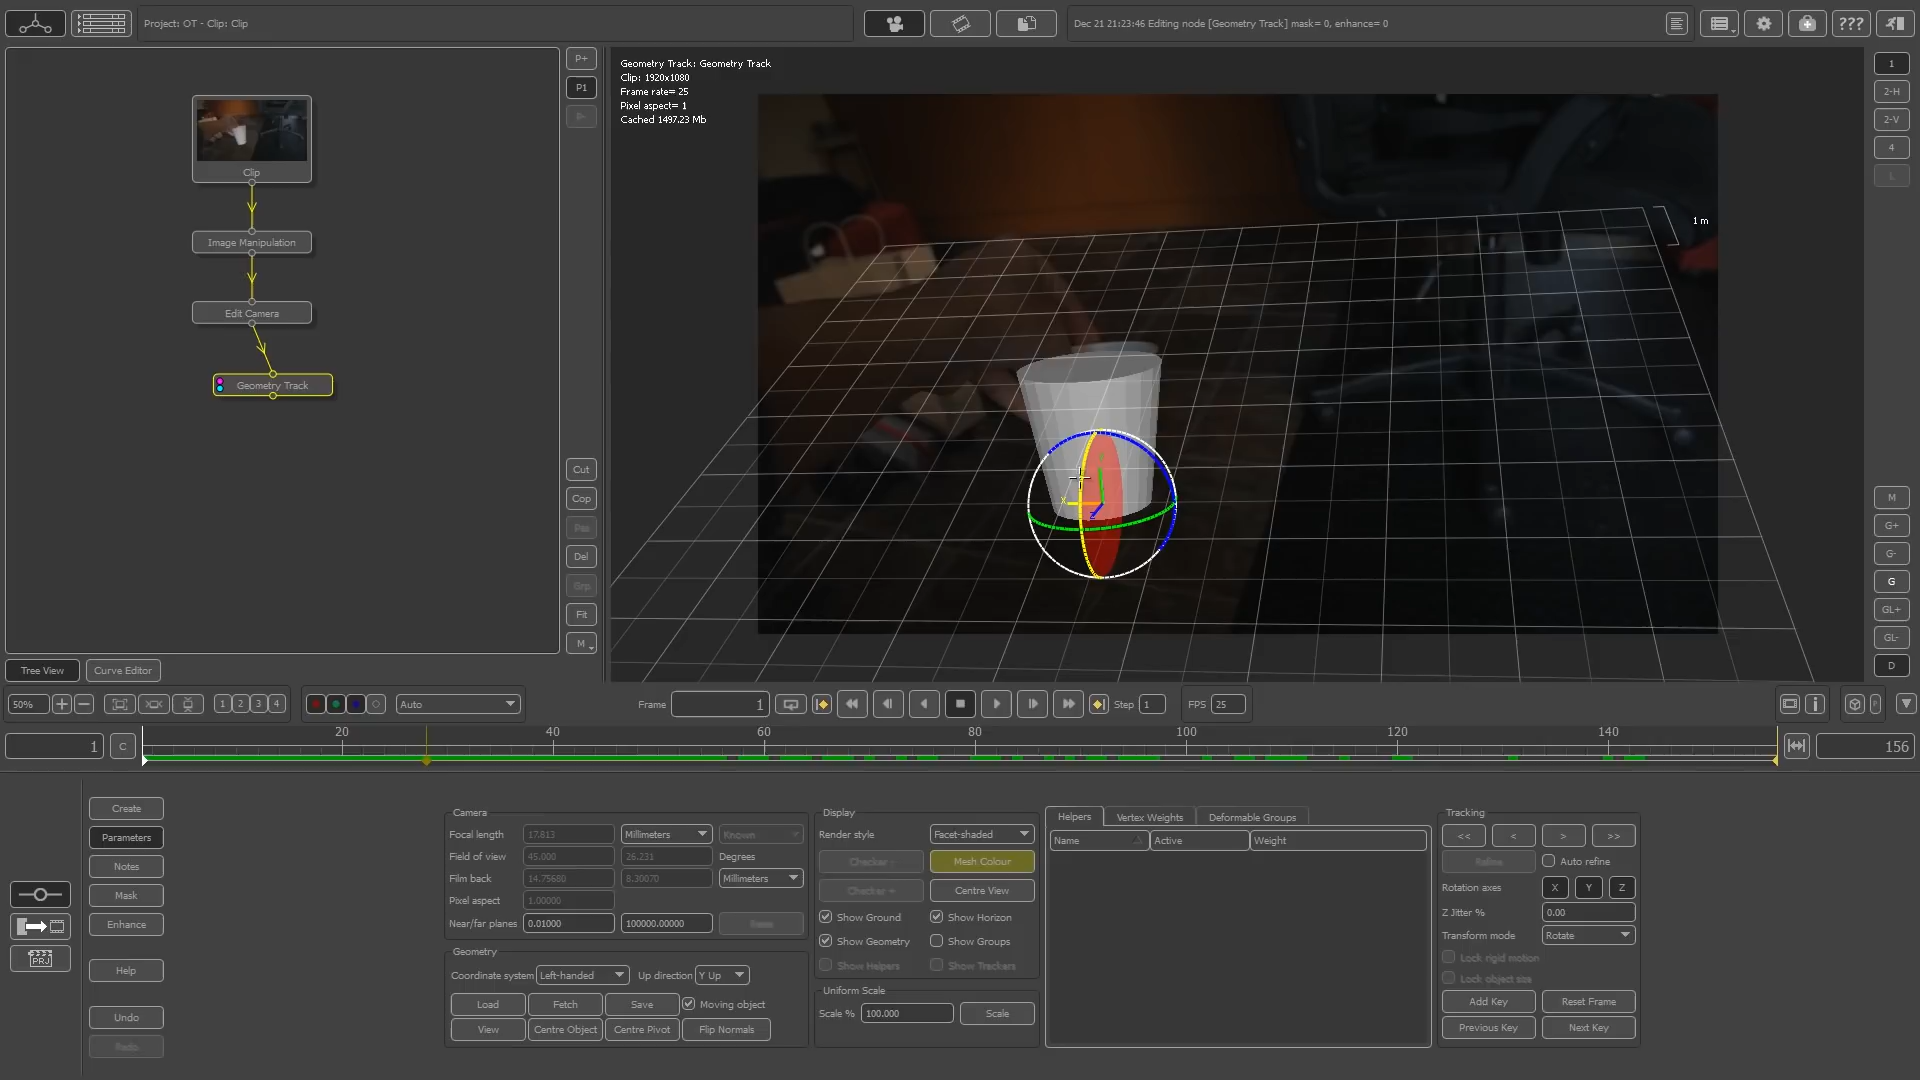 Project: OT - Clip: Clip
Dec 21 21:23:46 Editing node [Geometry Track] mask= 0, enhance= 0
???
P+
P1
Clip
Image Manipulation
Edit Camera
Geometry Track
Cut
Cop
Pas
Del
Grp
Fit
M
Geometry Track: Geometry Track
Clip: 1920x1080
Frame rate= 25
Pixel aspect= 1
Cached 1497.23 Mb
1 m
X
Z
1
2-H
2-V
4
L
M
G+
G-
G
GL+
GL-
D
Tree View
Curve Editor
50%
1 2 3 4
Auto
Frame 1
Step 1
FPS 25
P
1
C
20 40 60 80 100 120 140
156
Create
Parameters
Notes
Mask
Enhance
Help
Undo
Redo
PRJ
Camera
Focal length 17.813 Millimeters Known
Field of view 45.000 26.231 Degrees
Film back 14.75680 8.30070 Millimeters
Pixel aspect 1.00000
Near/far planes 0.01000 100000.00000
Geometry
Coordinate system Left-handed Up direction Y Up
Load Fetch Save Moving object
View Centre Object Centre Pivot Flip Normals
Display
Render style Facet-shaded
Checker - Mesh Colour
Checker + Centre View
Show Ground Show Horizon
Show Geometry Show Groups
Show Helpers Show Trackers
Uniform Scale
Scale % 100.000 Scale
Helpers Vertex Weights Deformable Groups
Name Active Weight
Tracking
<< < > >>
Refine Auto refine
Rotation axes X Y Z
Z Jitter % 0.00
Transform mode Rotate
Lock rigid motion
Lock object size
Add Key Reset Frame
Previous Key Next Key